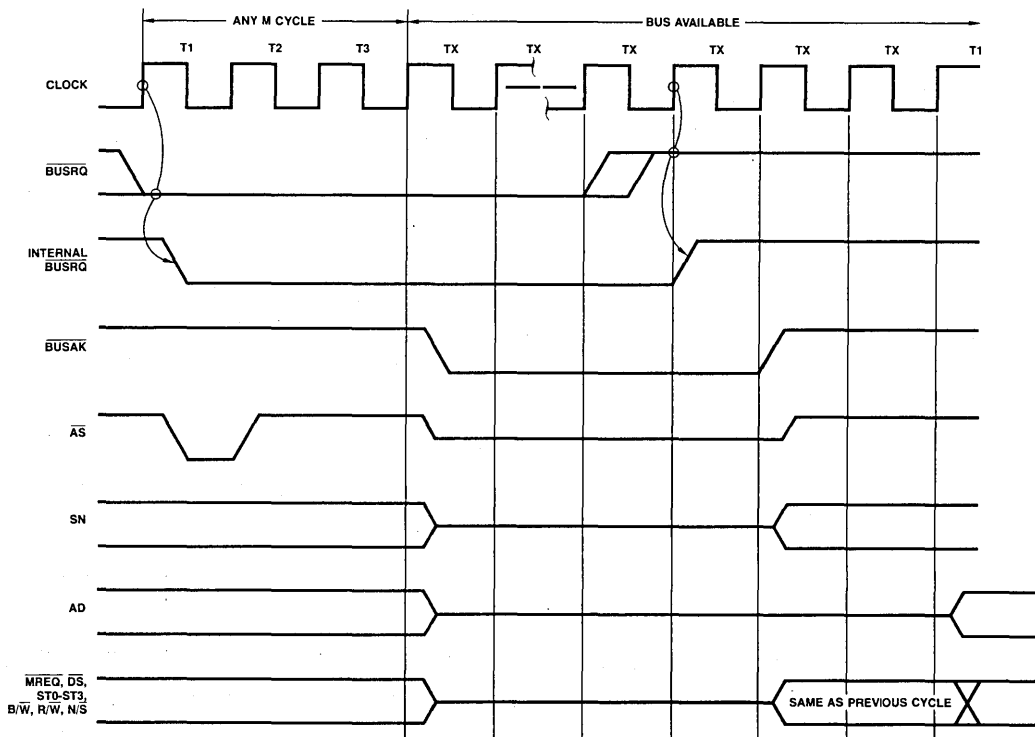 ANY M CYCLE
BUS AVAILABLE
T1 T2 T3 TX TX TX TX TX TX T1
CLOCK
BUSRQ
INTERNAL
BUSRQ
BUSAK
AS
SN
AD
MREQ, DS,
ST0-ST3,
B/W, R/W, N/S
SAME AS PREVIOUS CYCLE